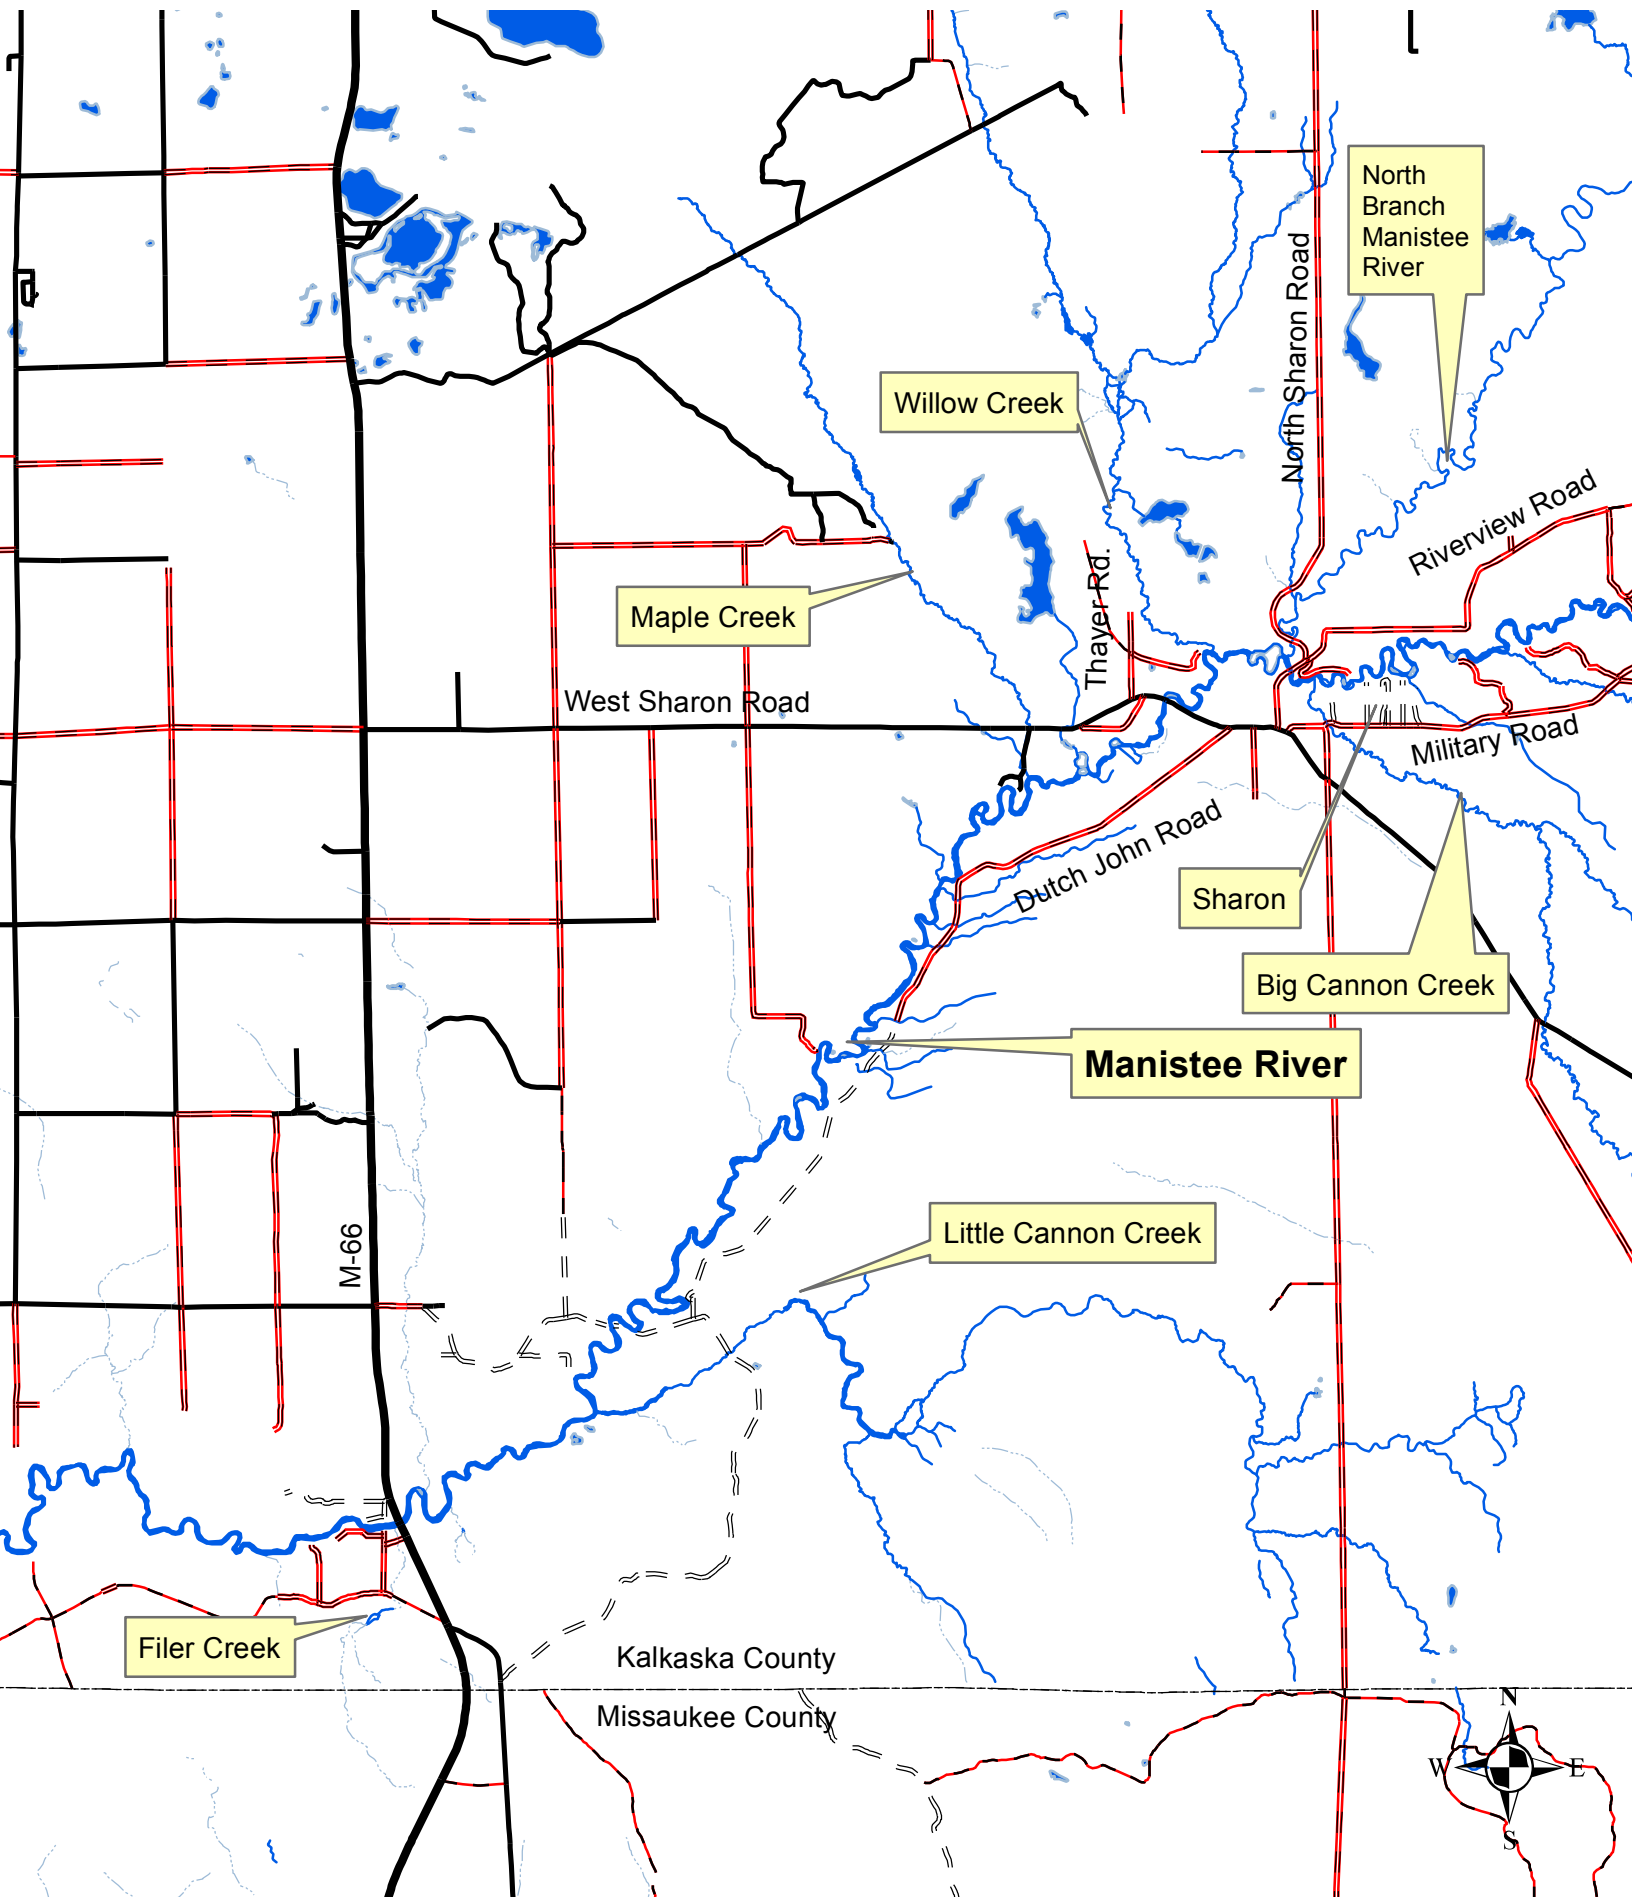 North
Branch
Manistee
River
North Sharon Road
Willow Creek
Riverview Road
Thayer Rd.
Maple Creek
West Sharon Road
Military Road
Dutch John Road
Sharon
Big Cannon Creek
Manistee River
Little Cannon Creek
M-66
Filer Creek
Kalkaska County
Missaukee County
N
W
E
S